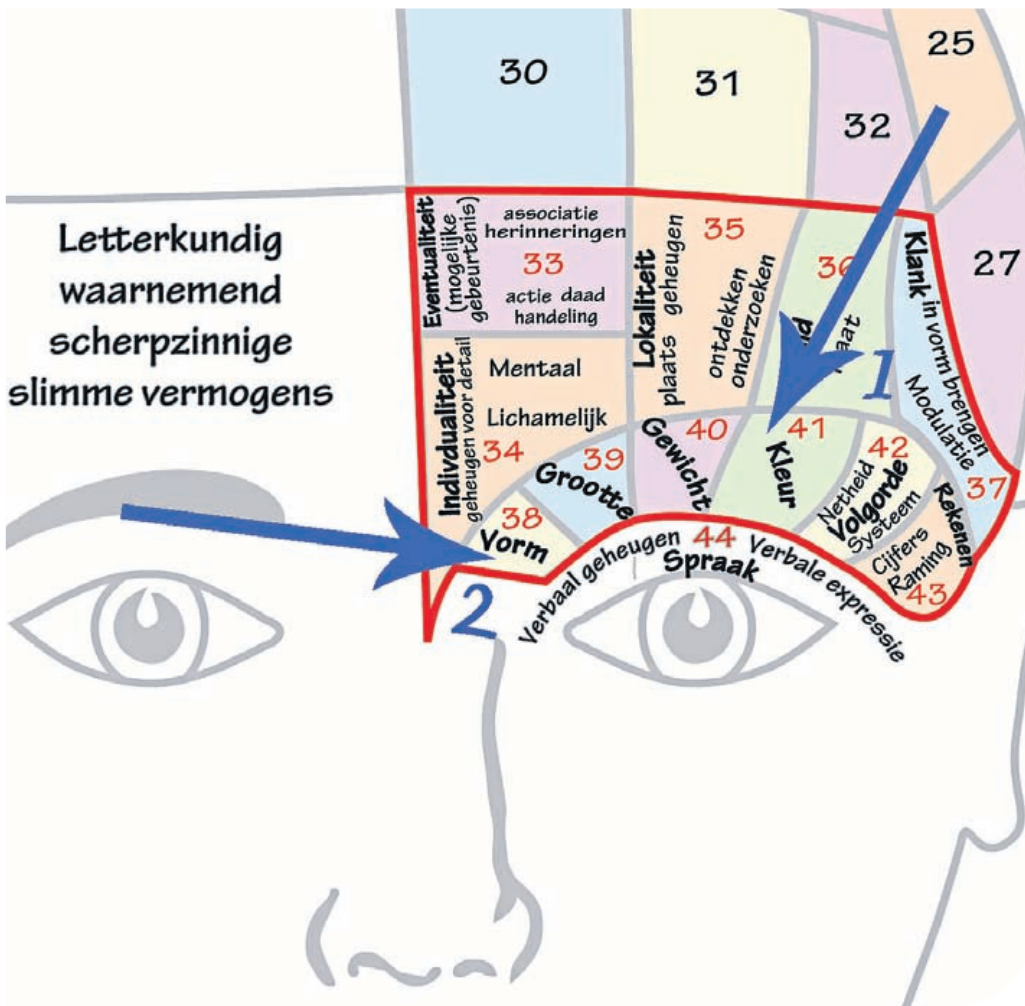 30
31
25
32
27
Letterkundig
waarnemend
scherpzinnige
slimme vermogens
Eventualiteit
(mogelijke
gebeurtenis)
associatie
herinneringen
33
actie daad
handeling
Indivdualiteit
geheugen voor detail
Mentaal
Lichamelijk
34
Lokaliteit
plaats geheugen
35
ontdekken
onderzoeken
36
1
Klank
in vorm brengen
Modulatie
37
38
Vorm
39
Grootte
40
Gewicht
41
Kleur
42
Netheid
Volgorde
Systeem
Rekenen
Cijfers
Raming
43
Verbaal geheugen 44 Verbale expressie
Spraak
2